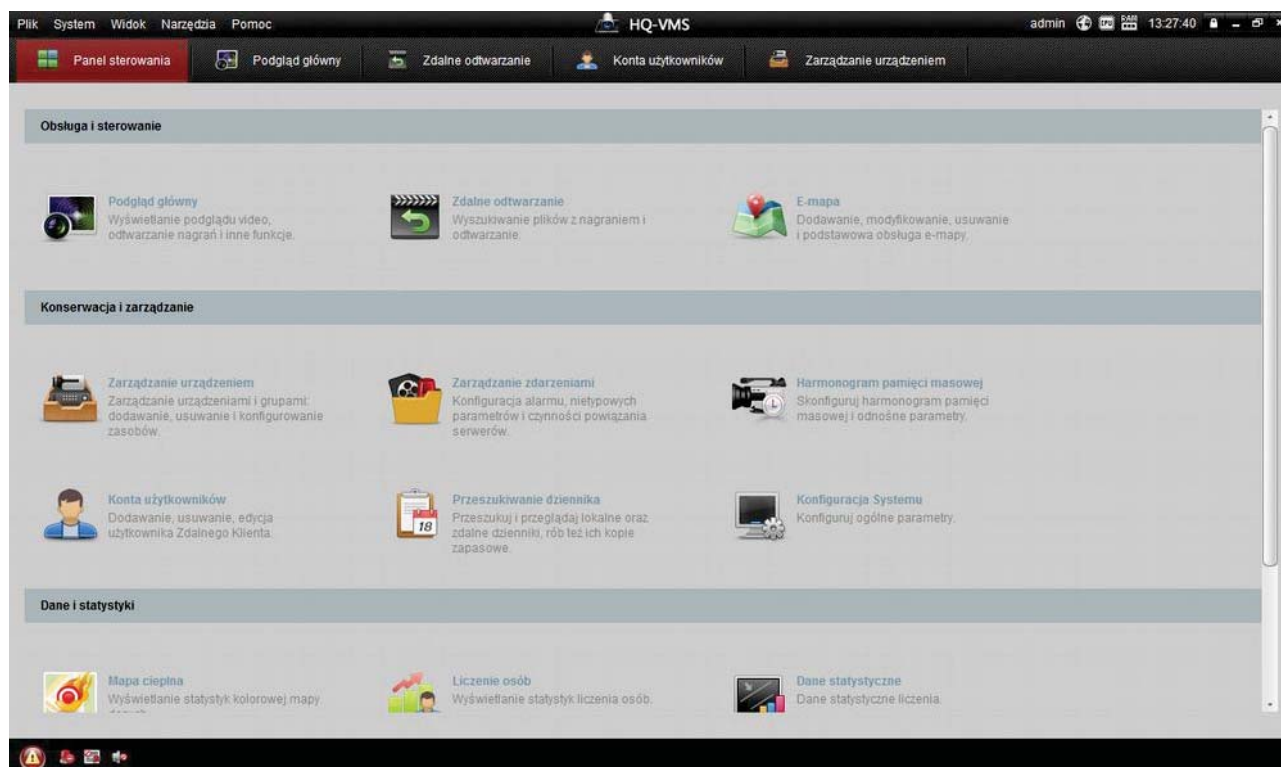 Plik System Widok Narzędzia Pomoc
HQ-VMS
admin CPU RAM 13:27:40
Panel sterowania
Podgląd główny
Zdalne odtwarzanie
Konta użytkowników
Zarządzanie urządzeniem
Obsługa i sterowanie
Podgląd główny
Wyświetlanie podglądu video,
odtwarzanie nagrań i inne funkcje.
Zdalne odtwarzanie
Wyszukiwanie plików z nagraniem i
odtwarzanie.
E-mapa
Dodawanie, modyfikowanie, usuwanie
i podstawowa obsługa e-mapy.
Konserwacja i zarządzanie
Zarządzanie urządzeniem
Zarządzanie urządzeniami i grupami:
dodawanie, usuwanie i konfigurowanie
zasobów.
Zarządzanie zdarzeniami
Konfiguracja alarmu, nietypowych
parametrów i czynności powiązania
serwerów.
Harmonogram pamięci masowej
Skonfiguruj harmonogram pamięci
masowej i odnośne parametry.
Konta użytkowników
Dodawanie, usuwanie, edycja
użytkownika Zdalnego Klienta.
18
Przeszukiwanie dziennika
Przeszukuj i przeglądaj lokalne oraz
zdalne dzienniki, rób też ich kopie
zapasowe.
Konfiguracja Systemu
Konfiguruj ogólne parametry.
Dane i statystyki
Mapa cieplna
Wyświetlanie statystyk kolorowej mapy
Liczenie osób
Wyświetlanie statystyk liczenia osób.
Dane statystyczne
Dane statystyczne liczenia.